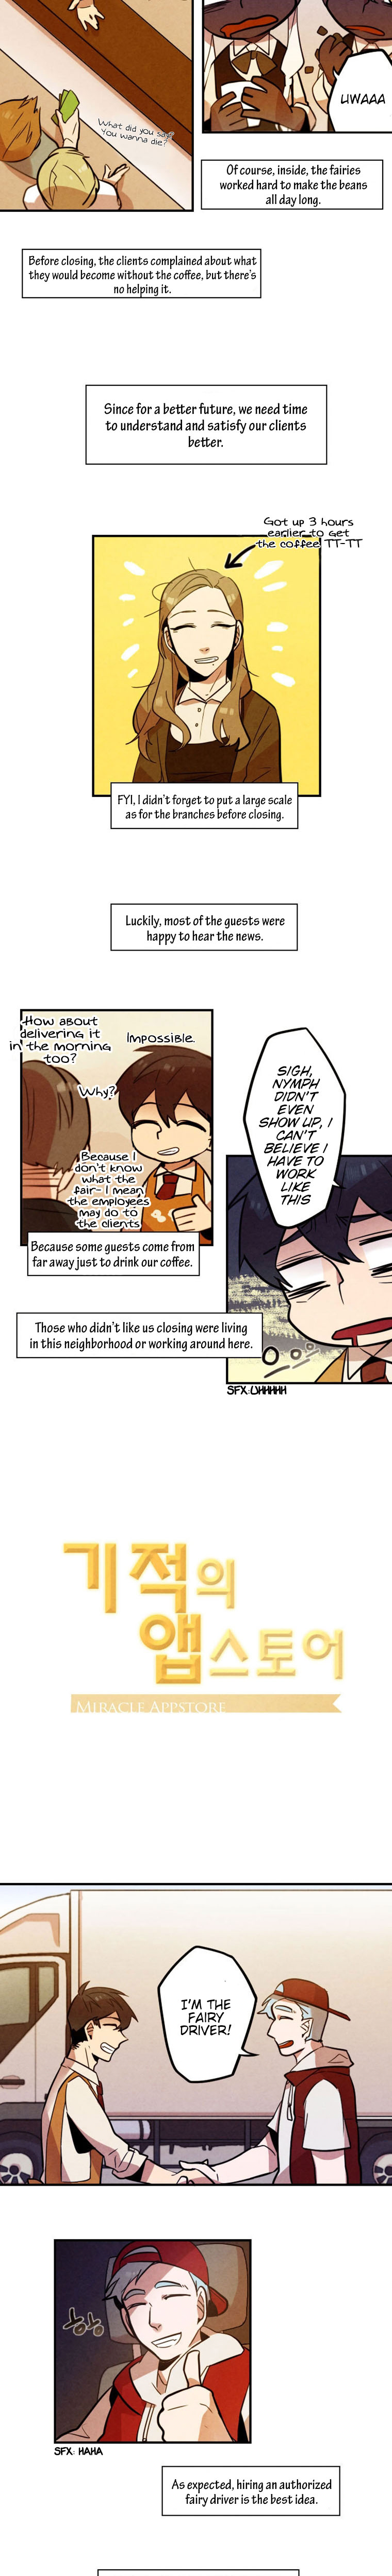 What did you say?
You wanna die?
UWAAA
Of course, inside, the fairies
worked hard to make the beans
all day long.
Before closing, the clients complained about what
they would become without the coffee, but there's
no helping it.
Since for a better future, we need time
to understand and satisfy our clients
better.
Got up 3 hours
earlier to get
the coffee! TT-TT
FYI, I didn't forget to put a large scale
as for the branches before closing.
Luckily, most of the guests were
happy to hear the news.
How about
delivering it
in the morning
too?
Impossible.
Why?
Because I
don't know
what the
fair- I mean
the employees
may do to
the clients
Because some guests come from
far away just to drink our coffee.
SIGH,
NYMPH
DIDN'T
EVEN
SHOW UP, I
CAN'T
BELIEVE I
HAVE TO
WORK
LIKE
THIS
Those who didn't like us closing were living
in this neighborhood or working around here.
SFX: UHHHHH
기적의
앱스토어
MIRACLE APPSTORE
I'M THE
FAIRY
DRIVER!
하하
SFX: HAHA
As expected, hiring an authorized
fairy driver is the best idea.